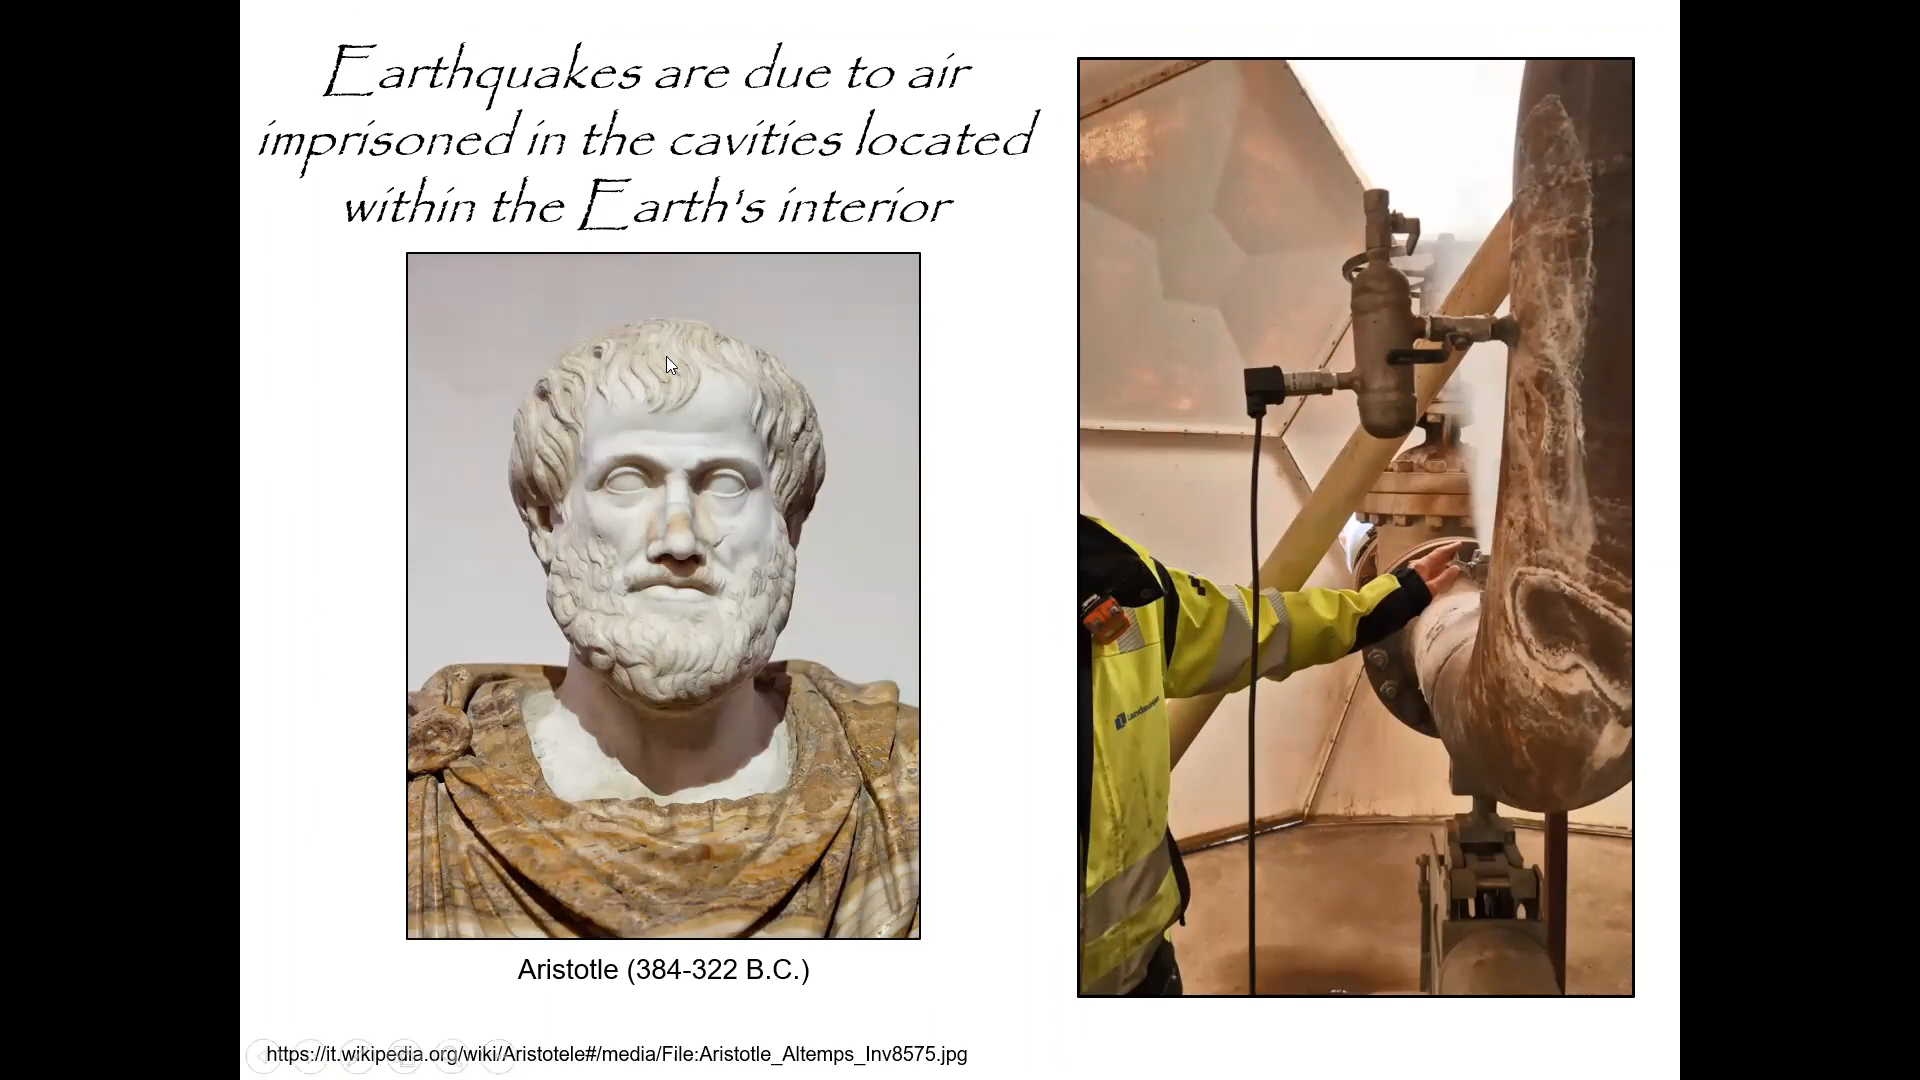 Earthquakes are due to air
imprisoned in the cavities located
within the Earth's interior
Aristotle (384-322 B.C.)
https://it.wikipedia.org/wiki/Aristotele#/media/File:Aristotle_Altemps_Inv8575.jpg